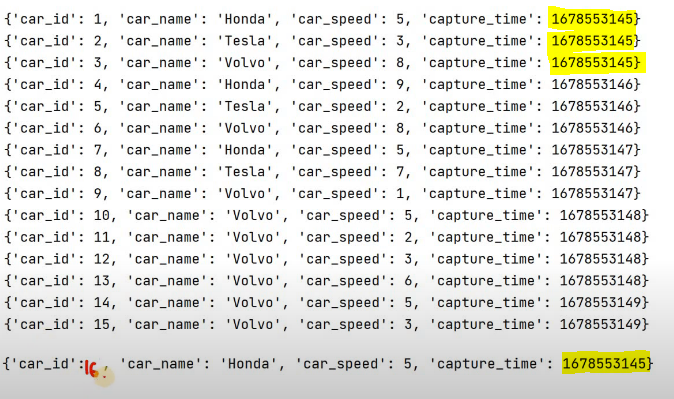 {'car_id': 1, 'car_name': 'Honda', 'car_speed': 5, 'capture_time': 1678553145}
{'car_id': 2, 'car_name': 'Tesla', 'car_speed': 3, 'capture_time': 1678553145}
{'car_id': 3, 'car_name': 'Volvo', 'car_speed': 8, 'capture_time': 1678553145}
{'car_id': 4, 'car_name': 'Honda', 'car_speed': 9, 'capture_time': 1678553146}
{'car_id': 5, 'car_name': 'Tesla', 'car_speed': 2, 'capture_time': 1678553146}
{'car_id': 6, 'car_name': 'Volvo', 'car_speed': 8, 'capture_time': 1678553146}
{'car_id': 7, 'car_name': 'Honda', 'car_speed': 5, 'capture_time': 1678553147}
{'car_id': 8, 'car_name': 'Tesla', 'car_speed': 7, 'capture_time': 1678553147}
{'car_id': 9, 'car_name': 'Volvo', 'car_speed': 1, 'capture_time': 1678553147}
{'car_id': 10, 'car_name': 'Volvo', 'car_speed': 5, 'capture_time': 1678553148}
{'car_id': 11, 'car_name': 'Volvo', 'car_speed': 2, 'capture_time': 1678553148}
{'car_id': 12, 'car_name': 'Volvo', 'car_speed': 3, 'capture_time': 1678553148}
{'car_id': 13, 'car_name': 'Volvo', 'car_speed': 6, 'capture_time': 1678553148}
{'car_id': 14, 'car_name': 'Volvo', 'car_speed': 5, 'capture_time': 1678553149}
{'car_id': 15, 'car_name': 'Volvo', 'car_speed': 3, 'capture_time': 1678553149}
{'car_id': 16, 'car_name': 'Honda', 'car_speed': 5, 'capture_time': 1678553145}